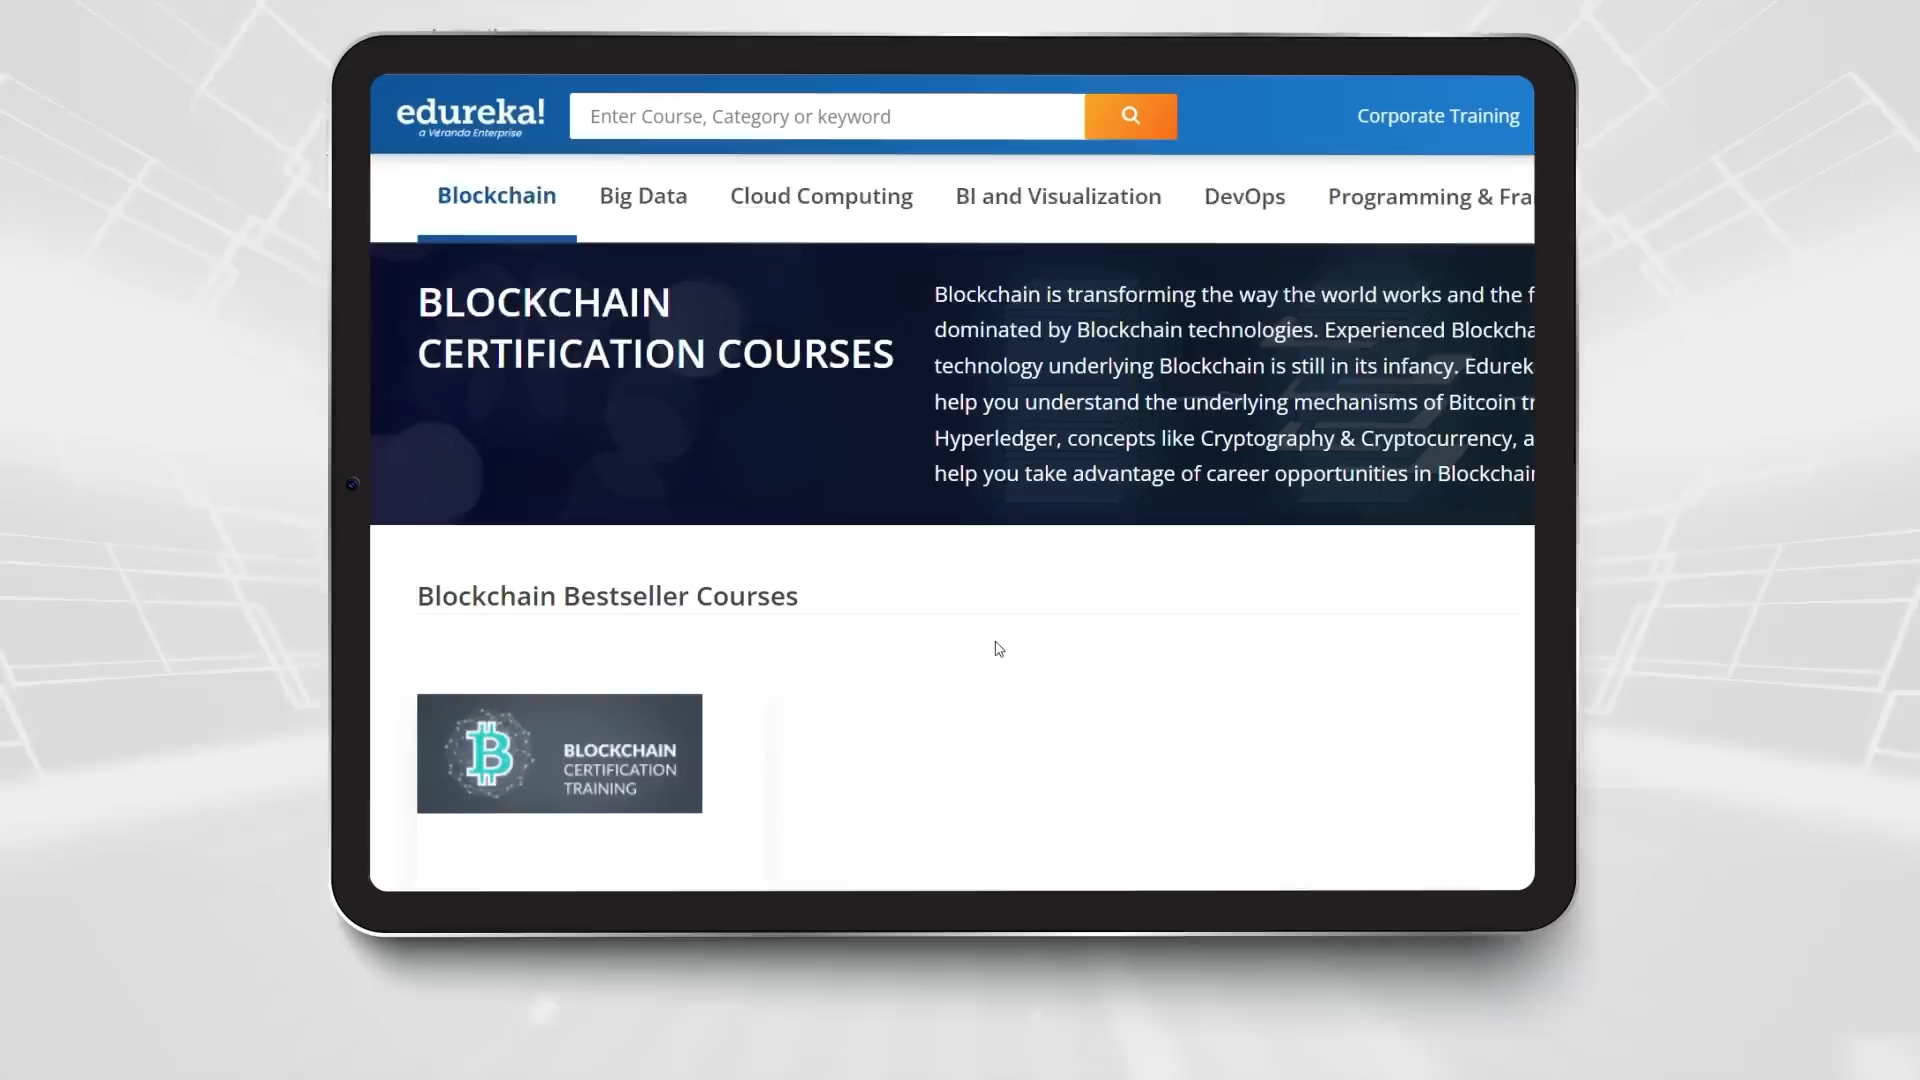 edureka!
a Veranda Enterprise
Enter Course, Category or keyword
Corporate Training
Blockchain Big Data Cloud Computing BI and Visualization DevOps Programming & Fra
BLOCKCHAIN
CERTIFICATION COURSES
Blockchain is transforming the way the world works and the f
dominated by Blockchain technologies. Experienced Blockcha
technology underlying Blockchain is still in its infancy. Edurek
help you understand the underlying mechanisms of Bitcoin tr
Hyperledger, concepts like Cryptography & Cryptocurrency, a
help you take advantage of career opportunities in Blockchain
Blockchain Bestseller Courses
BLOCKCHAIN
CERTIFICATION
TRAINING